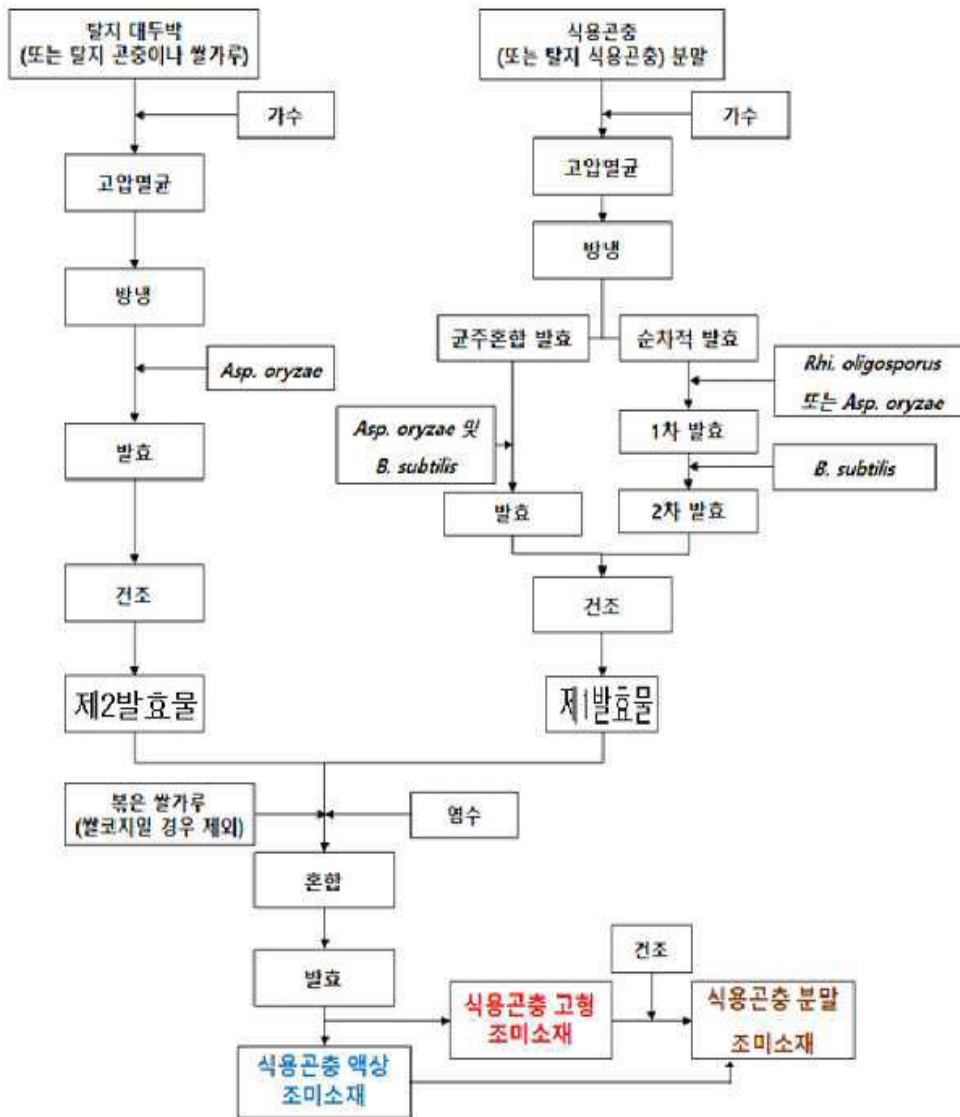 탈지 대두박
(또는 탈지 곤충이나 쌀가루)
가수
고압멸균
방냉
Asp. oryzae
발효
건조
제2발효물
식용곤충
(또는 탈지 식용곤충) 분말
가수
고압멸균
방냉
균주혼합 발효
순차적 발효
Rhi. oligosporus
또는 Asp. oryzae
Asp. oryzae 및
B. subtilis
1차 발효
B. subtilis
발효
2차 발효
건조
제1발효물
볶은 쌀가루
(쌀코지밀 경우 제외)
염수
혼합
발효
건조
식용곤충 고형
조미소재
식용곤충 분말
조미소재
식용곤충 액상
조미소재